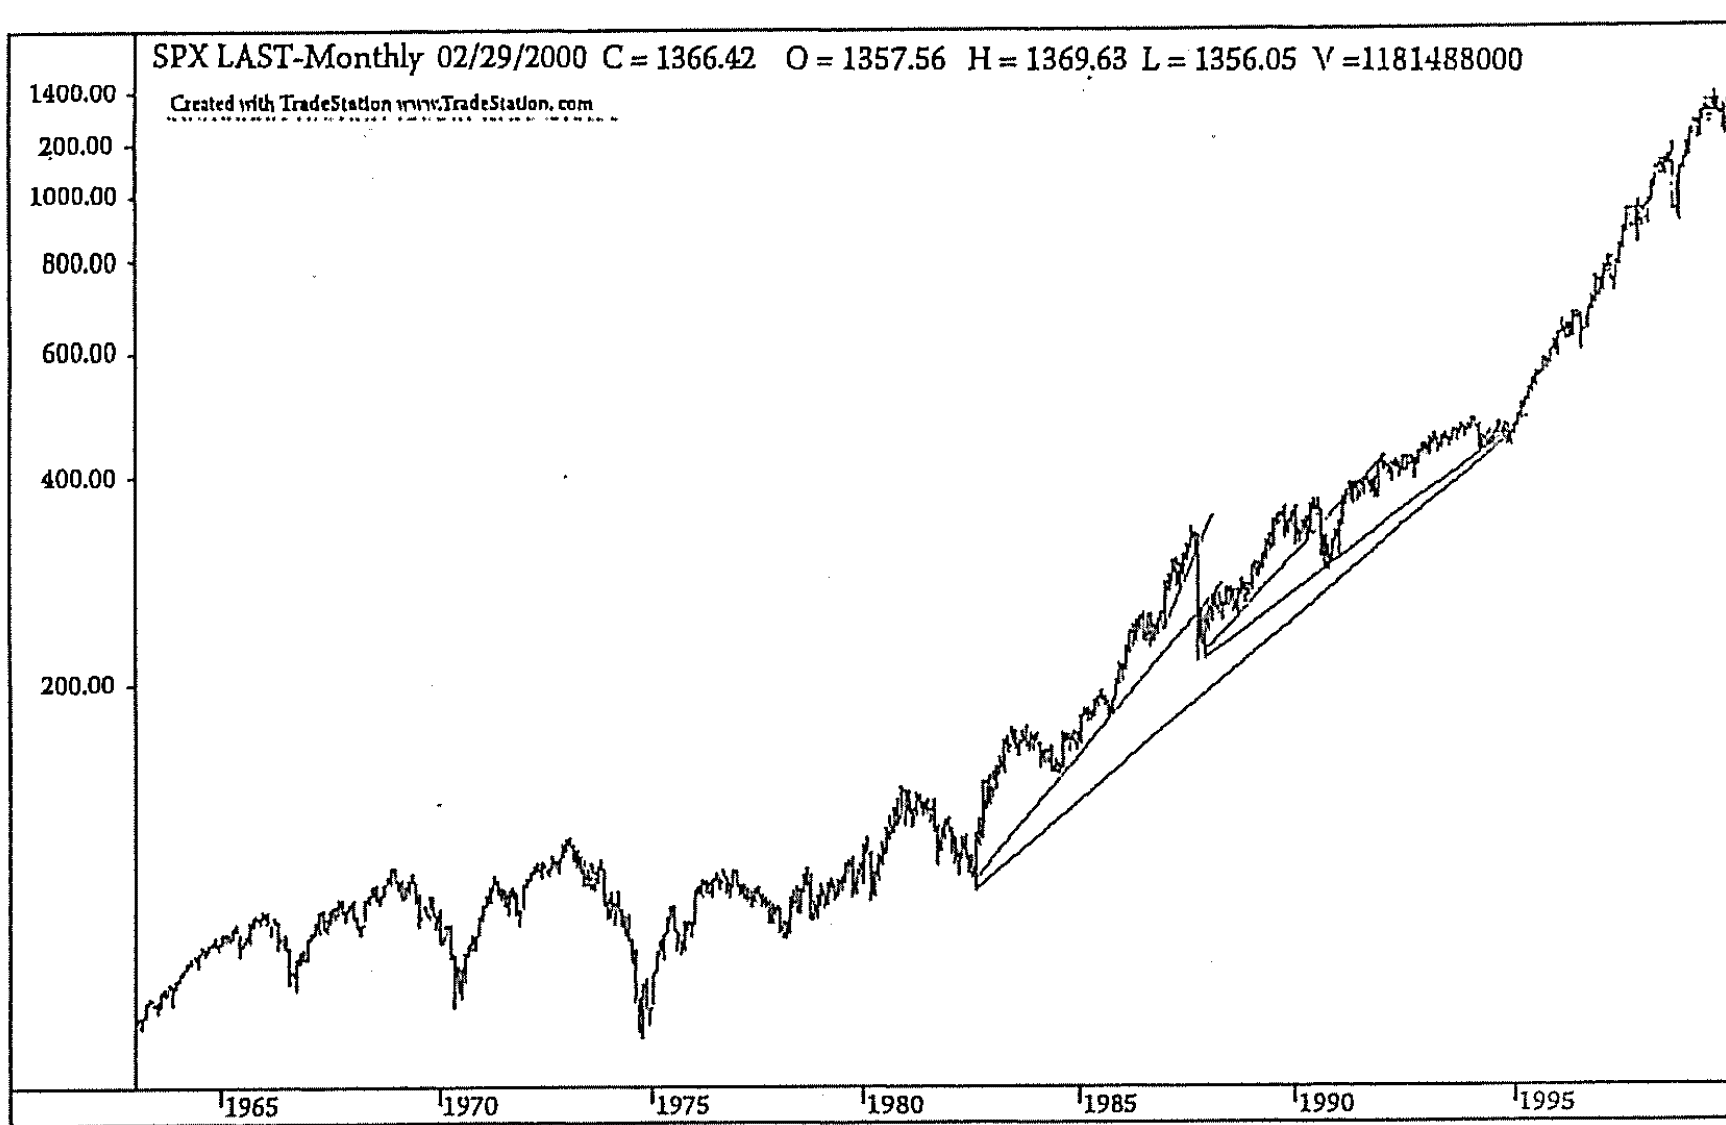 SPX LAST-Monthly 02/29/2000 C = 1366.42 O = 1357.56 H = 1369.63 L = 1356.05 V =1181488000
Created with TradeStation www.TradeStation.com
1400.00
200.00
1000.00
800.00
600.00
400.00
200.00
1965 1970 1975 1980 1985 1990 1995